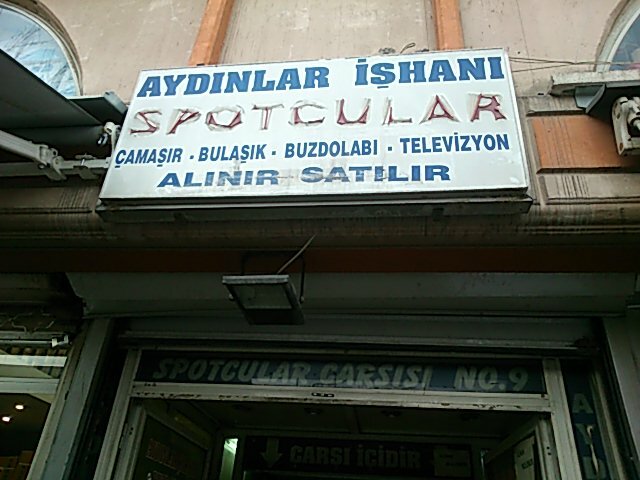 AYDINLAR İŞHANI
SPOTCULAR
ÇAMAŞIR - BULAŞIK - BUZDOLABI - TELEVİZYON
ALINIR SATILIR
SPOTCULAR ÇARŞISI NO.9
ÇARŞI İÇİDİR